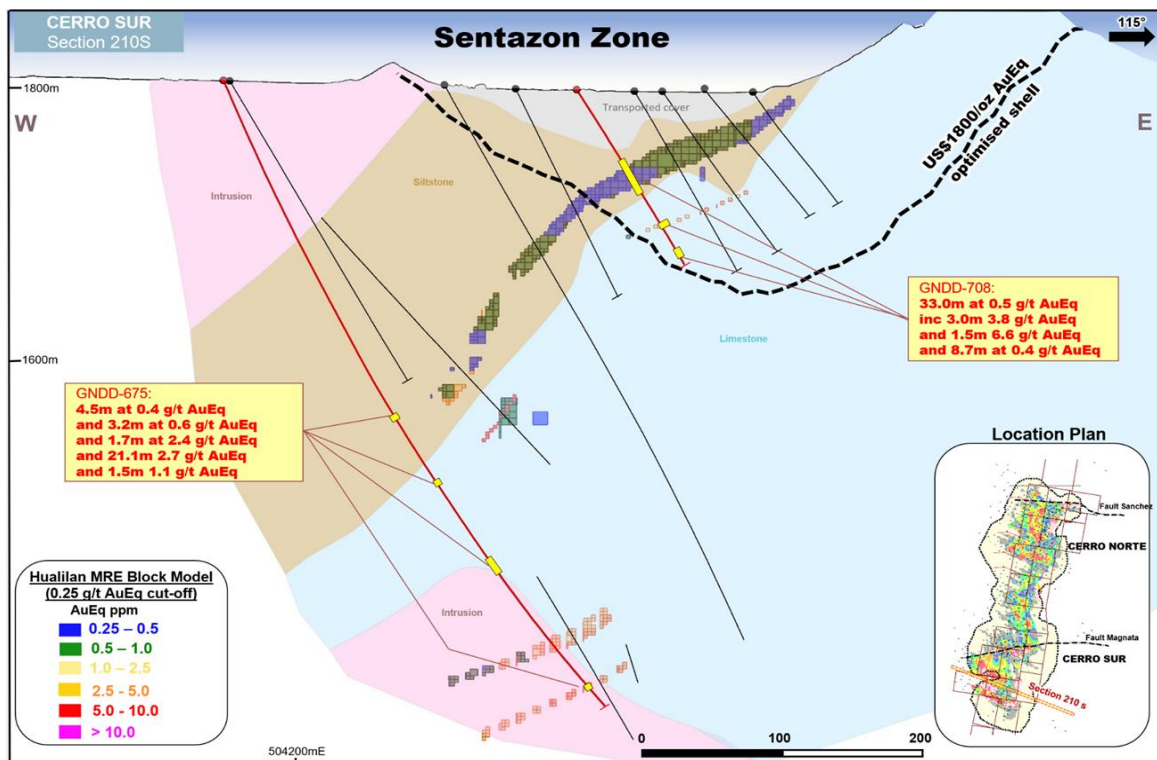 CERRO SUR
Section 210S
Sentazon Zone
115°
1800m
W
E
Transported cover
US$1800/oz AuEq
optimised shell
Siltstone
Intrusion
GNDD-708:
33.0m at 0.5 g/t AuEq
inc 3.0m 3.8 g/t AuEq
and 1.5m 6.6 g/t AuEq
and 8.7m at 0.4 g/t AuEq
Limestone
1600m
GNDD-675:
4.5m at 0.4 g/t AuEq
and 3.2m at 0.6 g/t AuEq
and 1.7m at 2.4 g/t AuEq
and 21.1m 2.7 g/t AuEq
and 1.5m 1.1 g/t AuEq
Location Plan
Fault Sanchez
CERRO NORTE
Fault Magnata
CERRO SUR
Section 210 s
Hualilan MRE Block Model
(0.25 g/t AuEq cut-off)
AuEq ppm
0.25 – 0.5
0.5 – 1.0
1.0 – 2.5
2.5 - 5.0
5.0 - 10.0
> 10.0
Intrusion
504200mE
0
100
200